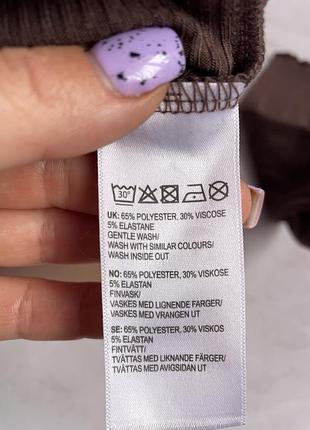 30°
UK: 65% POLYESTER, 30% VISCOSE
5% ELASTANE
GENTLE WASH/
WASH WITH SIMILAR COLOURS/
WASH INSIDE OUT
NO: 65% POLYESTER, 30% VISKOSE
5% ELASTAN
FINVASK/
VASKES MED LIGNENDE FARGER/
VASKES MED VRANGEN UT
SE: 65% POLYESTER, 30% VISKOS
5% ELASTAN
FINTVÄTT/
TVÄTTAS MED LIKNANDE FÄRGER/
TVÄTTAS MED AVIGSIDAN UT